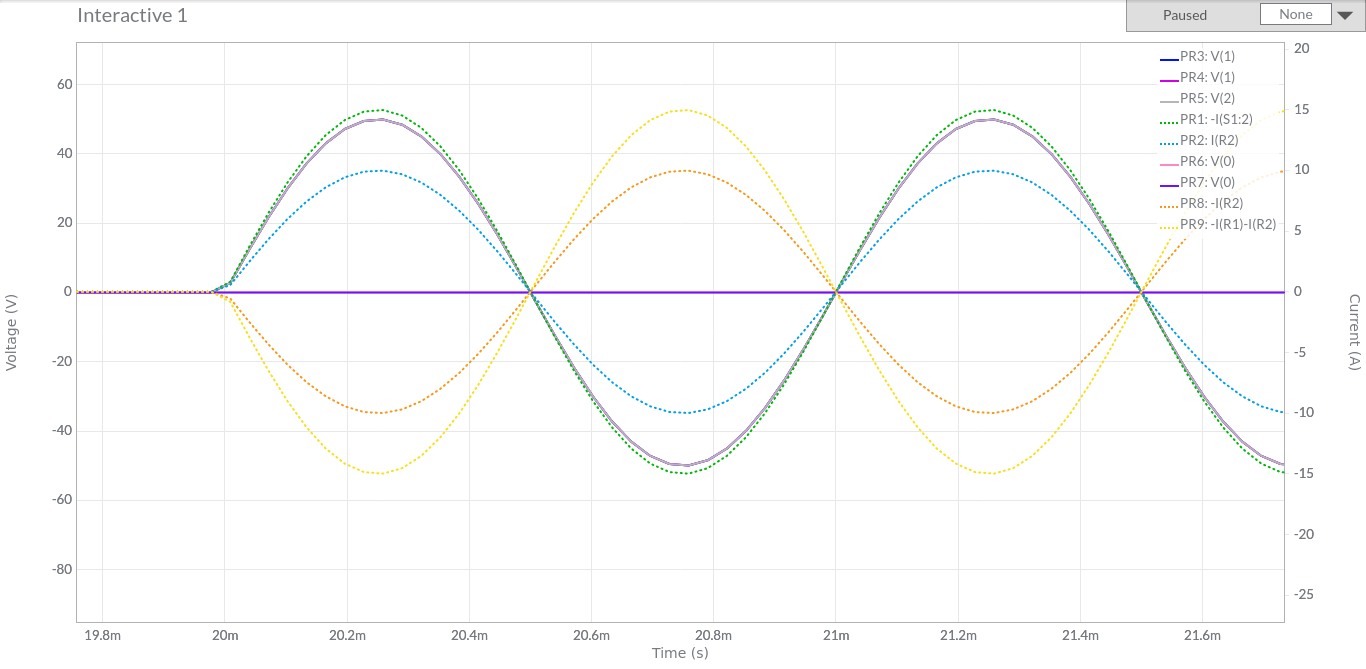 Interactive 1
Paused
None
PR3: V(1)
PR4: V(1)
PR5: V(2)
PR1: -I(S1:2)
PR2: I(R2)
PR6: V(0)
PR7: V(0)
PR8: -I(R2)
PR9: -I(R1)-I(R2)
60
40
20
0
-20
-40
-60
-80
Voltage (V)
20
15
10
5
0
-5
-10
-15
-20
-25
Current (A)
19.8m 20m 20.2m 20.4m 20.6m 20.8m 21m 21.2m 21.4m 21.6m
Time (s)